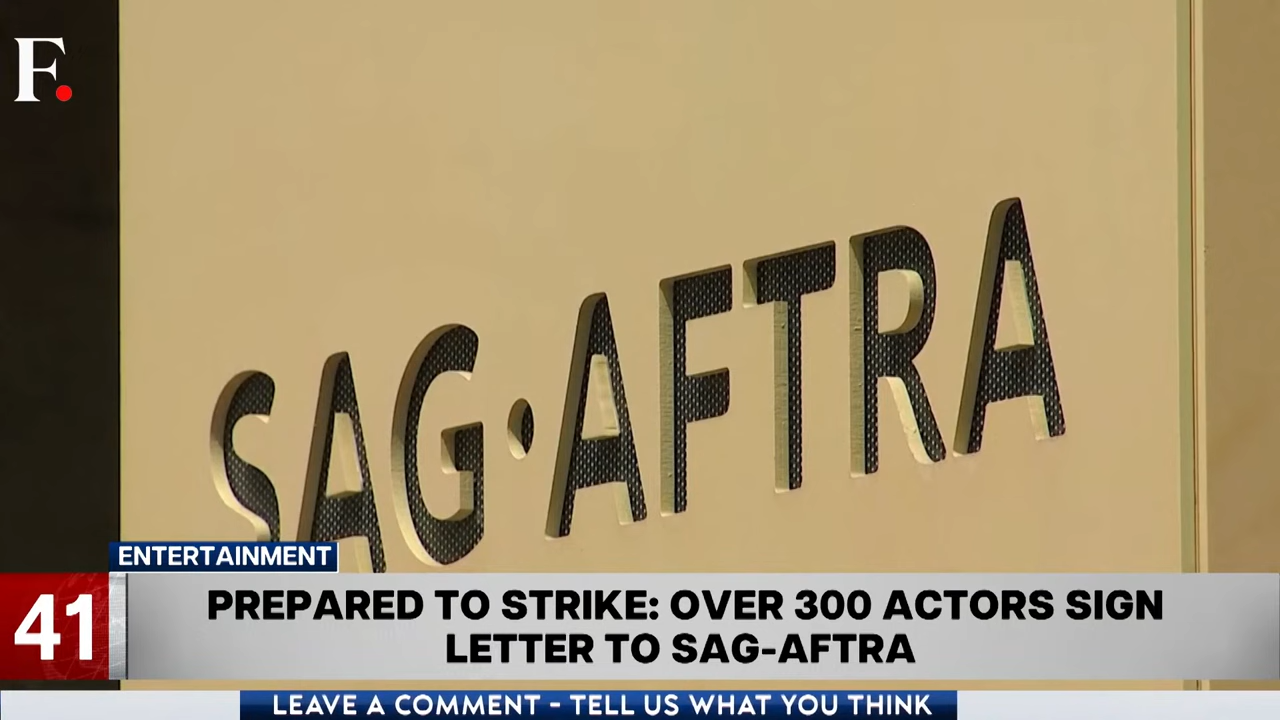 F.
SAG·AFTRA
ENTERTAINMENT
41
PREPARED TO STRIKE: OVER 300 ACTORS SIGN
LETTER TO SAG-AFTRA
LEAVE A COMMENT - TELL US WHAT YOU THINK